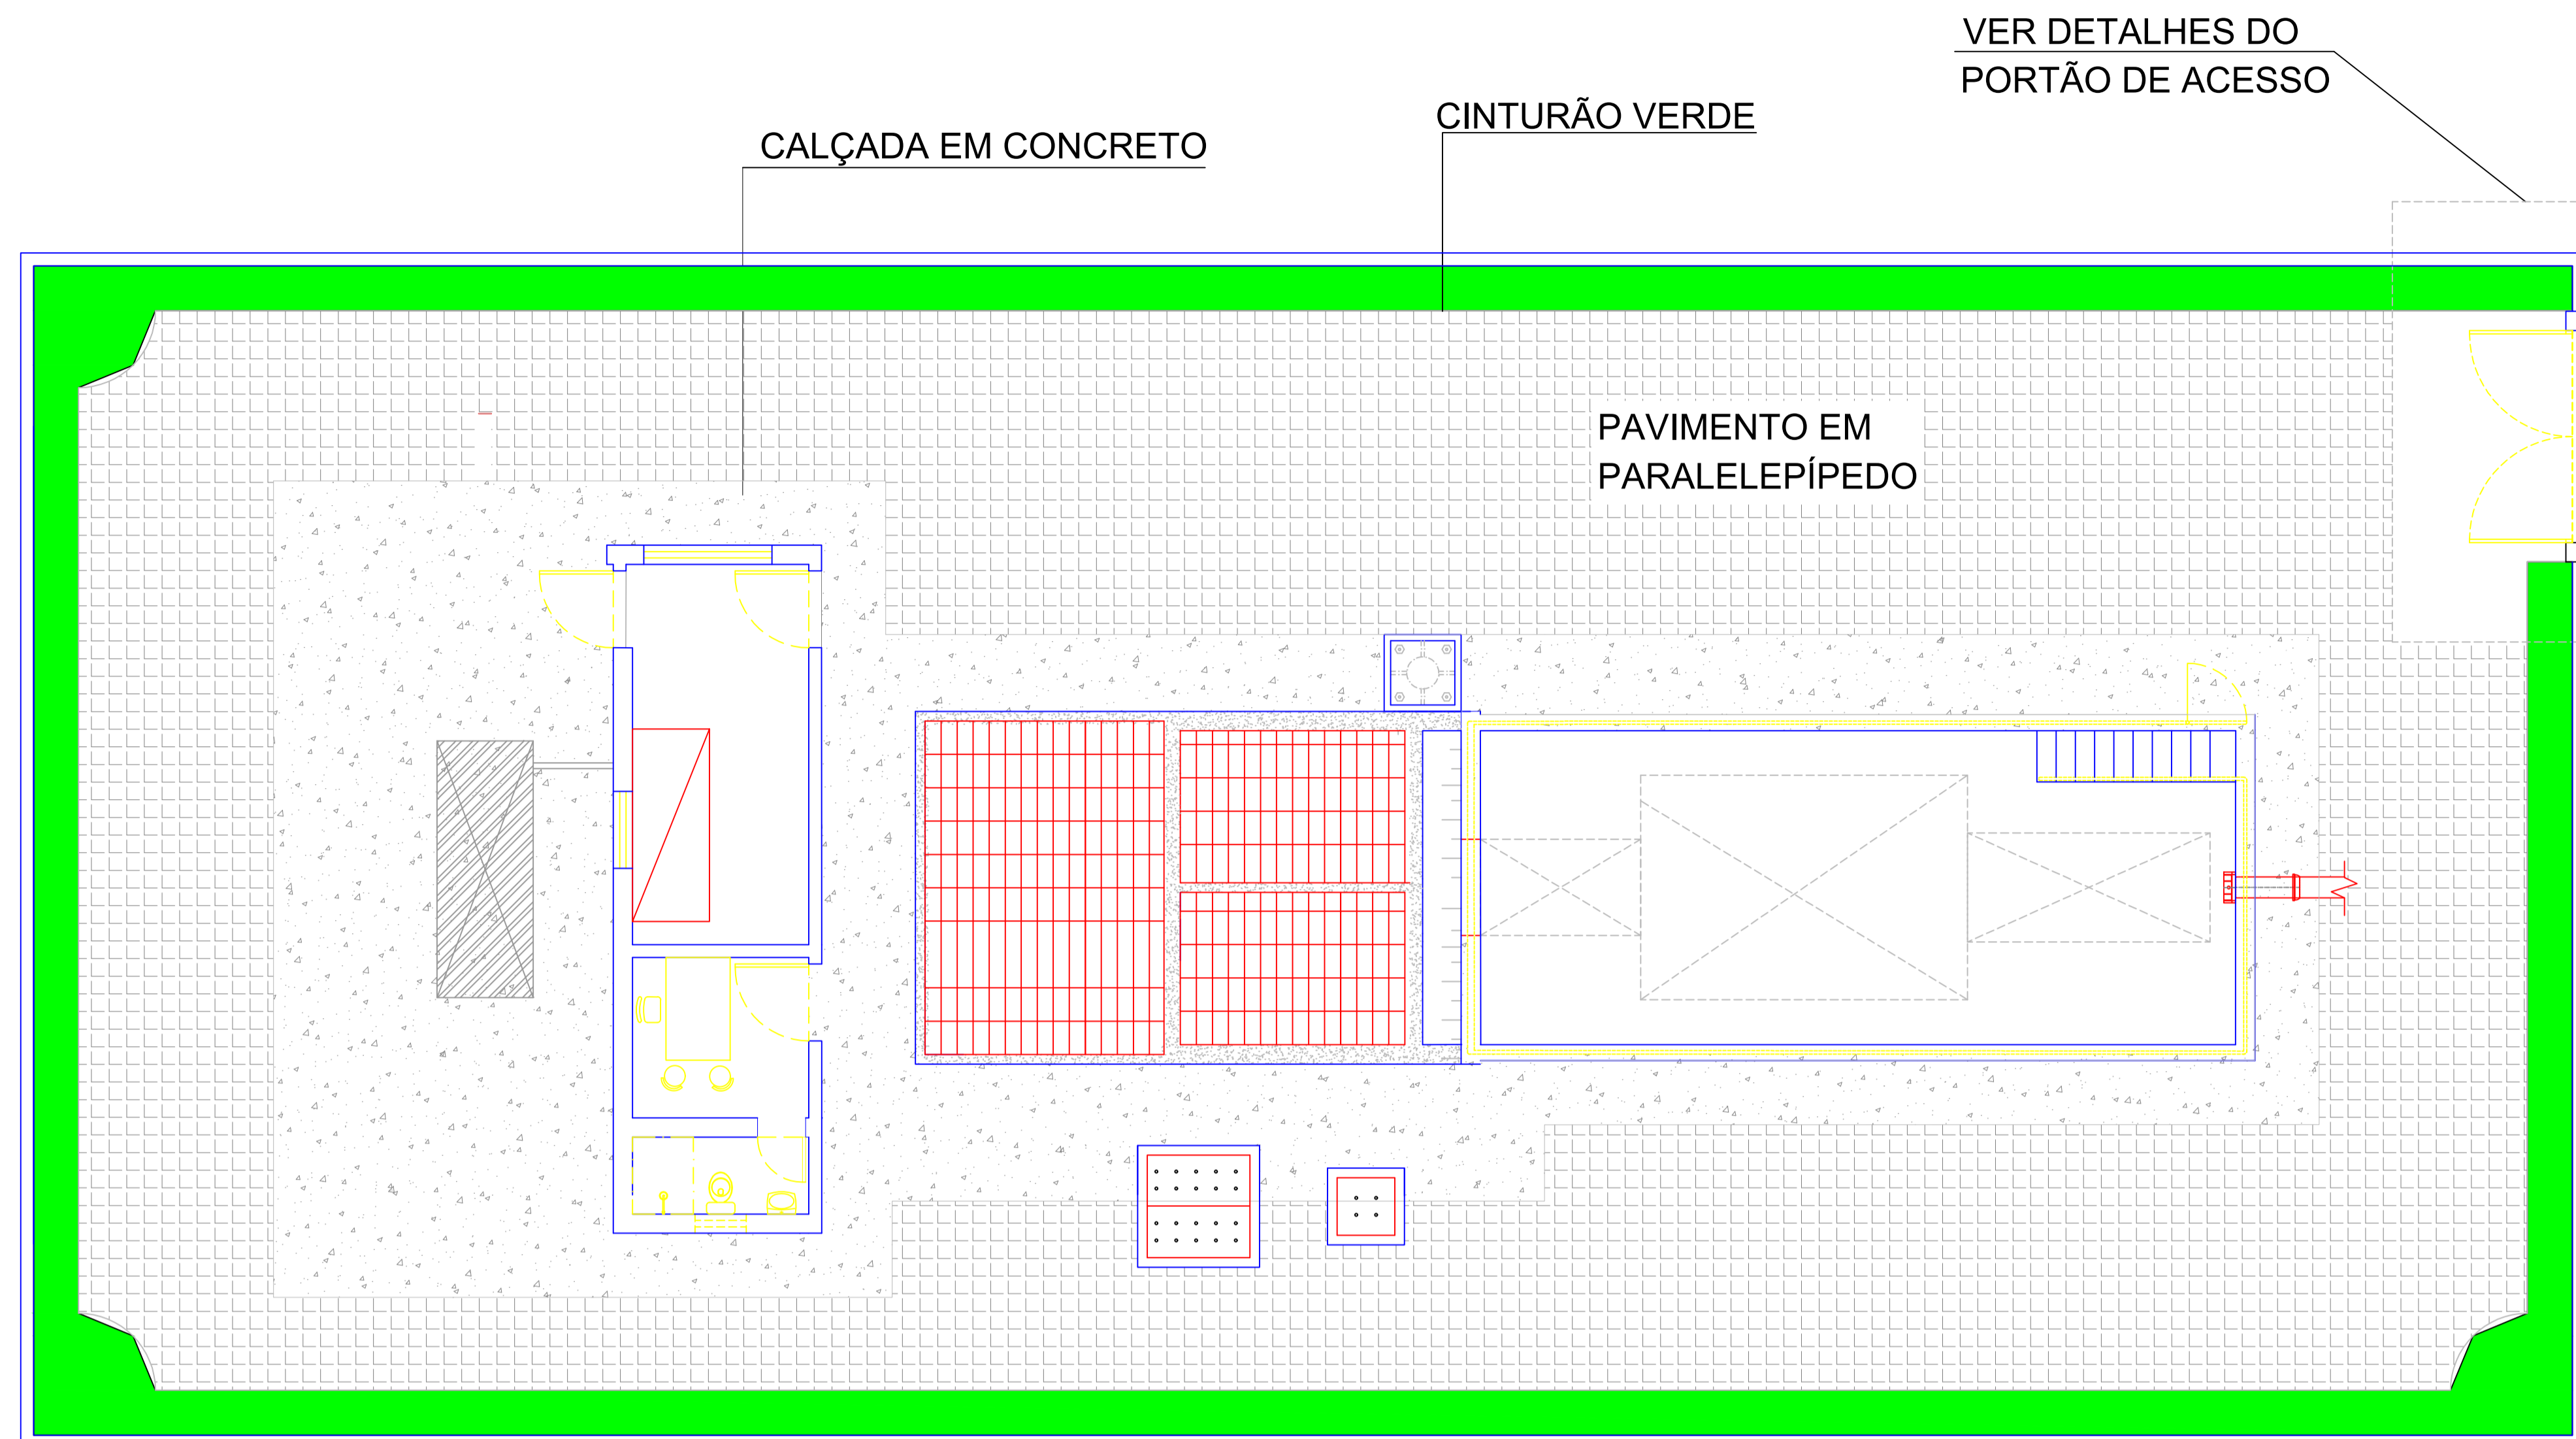 VER DETALHES DO
PORTÃO DE ACESSO
CINTURÃO VERDE
CALÇADA EM CONCRETO
PAVIMENTO EM
PARALELEPÍPEDO